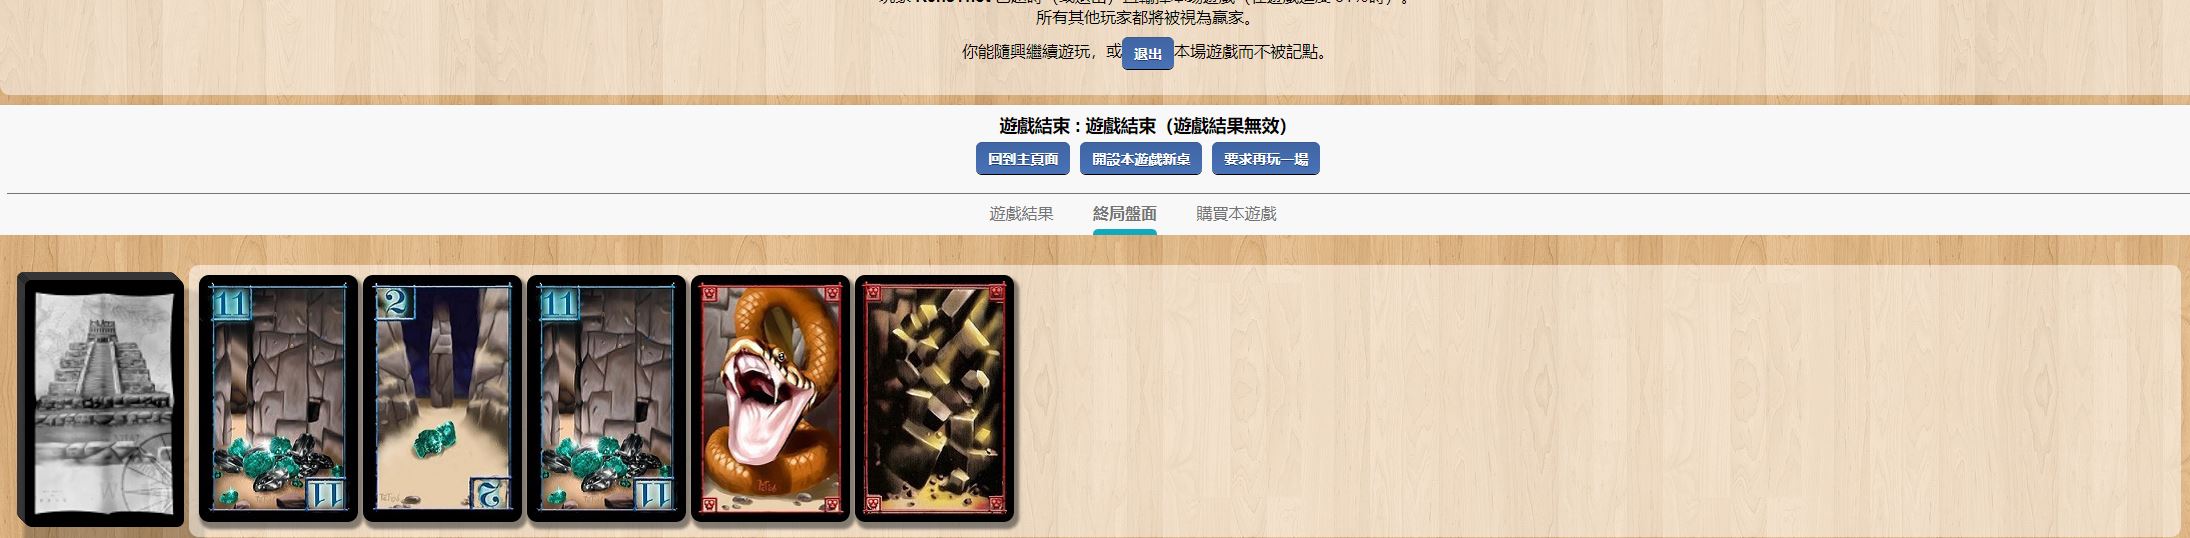 所有其他玩家都將被視為贏家。
你能隨興繼續遊玩，或 退出 本場遊戲而不被記點。
遊戲結束 : 遊戲結束（遊戲結果無效）
回到主頁面 開設本遊戲新桌 要求再玩一場
遊戲結果 終局盤面 購買本遊戲
11 2 11
11 2 11